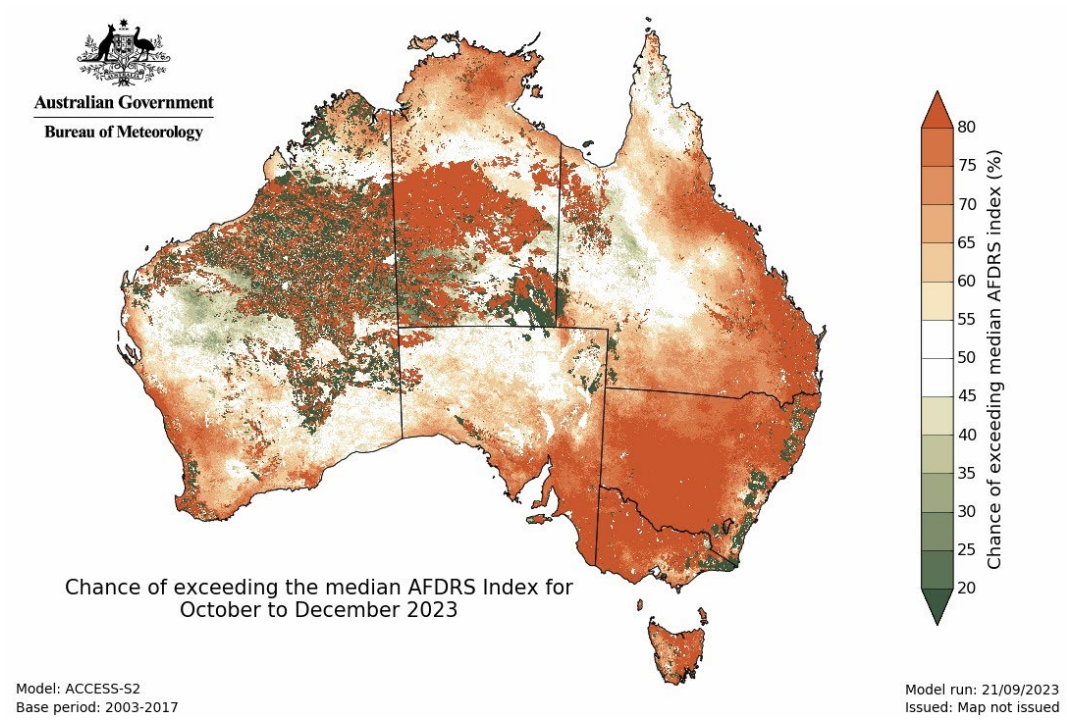 Australian Government
Bureau of Meteorology
80
75
70
65
60
55
50
45
40
35
30
25
20
Chance of exceeding median AFDRS index (%)
Chance of exceeding the median AFDRS Index for
October to December 2023
Model: ACCESS-S2
Base period: 2003-2017
Model run: 21/09/2023
Issued: Map not issued